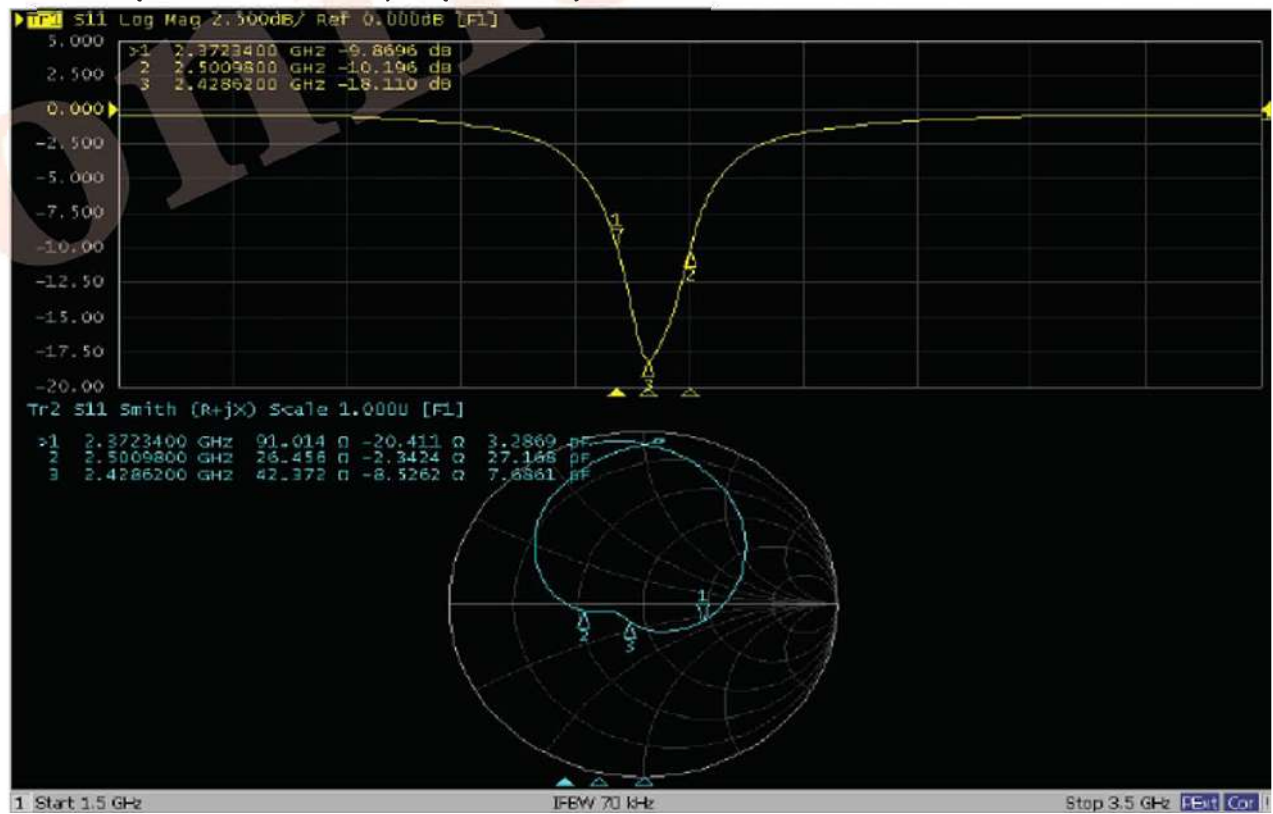 Tr1 S11 Log Mag 2.500dB/ Ref 0.000dB [F1]
5.000
>1 2.3723400 GHz -9.8696 dB
2 2.5009800 GHz -10.196 dB
3 2.4286200 GHz -18.110 dB
2.500
0.000
-2.500
-5.000
-7.500
-10.00
-12.50
-15.00
-17.50
-20.00
1
2
3
1
Tr2 S11 Smith (R+jX) Scale 1.000U [F1]
>1 2.3723400 GHz 91.014 Ω -20.411 Ω 3.2869 pF
2 2.5009800 GHz 26.456 Ω -2.3424 Ω 27.168 pF
3 2.4286200 GHz 42.372 Ω -8.5262 Ω 7.6861 pF
1
2
3
1 Start 1.5 GHz IFBW 70 kHz Stop 3.5 GHz PExt Cor !